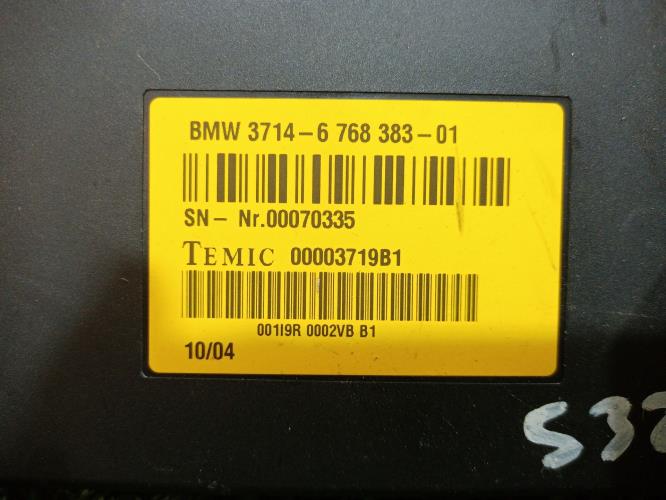 BMW 3714-6 768 383-01
SN- Nr.00070335
TEMIC 00003719B1
001I9R 0002VB B1
10/04